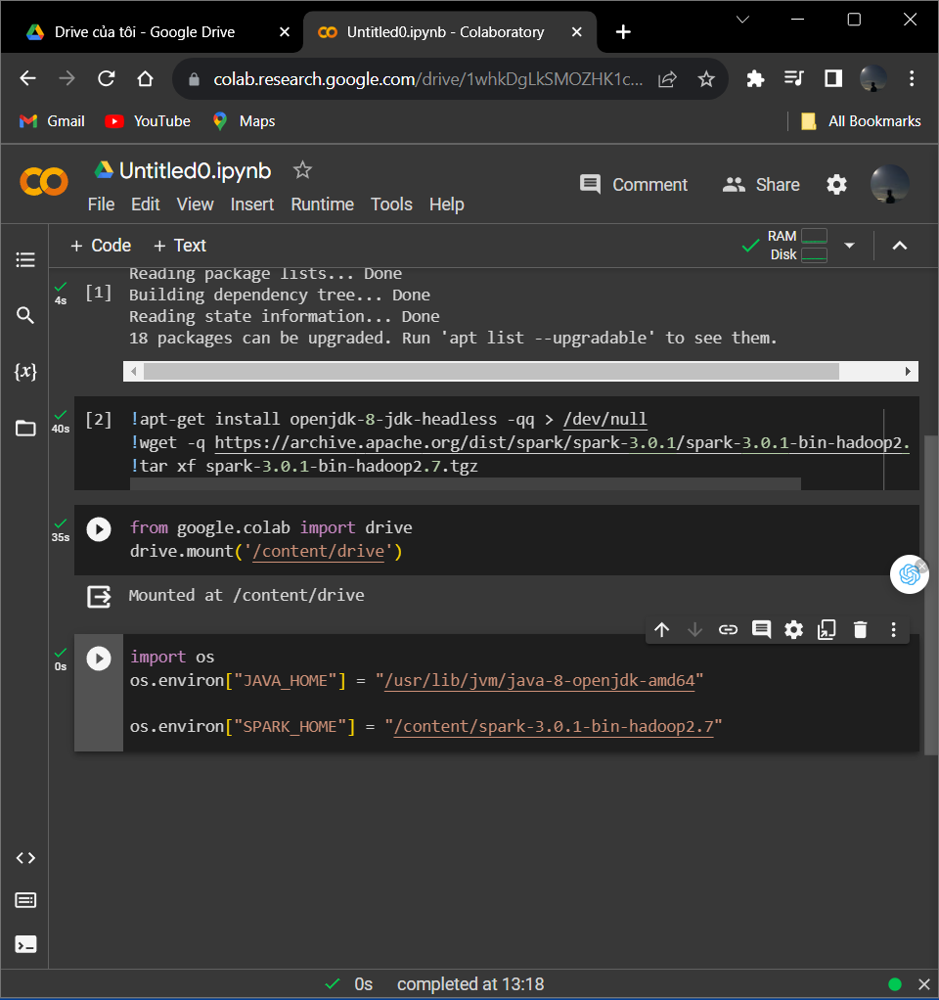 Drive của tôi - Google Drive
Untitled0.ipynb - Colaboratory
colab.research.google.com/drive/1whkDgLkSMOZHK1c...
Gmail YouTube Maps All Bookmarks
Untitled0.ipynb
Comment Share
File Edit View Insert Runtime Tools Help
+ Code + Text
RAM
Disk
Reading package lists... Done
4s [1] Building dependency tree... Done
Reading state information... Done
18 packages can be upgraded. Run 'apt list --upgradable' to see them.
40s [2] !apt-get install openjdk-8-jdk-headless -qq > /dev/null
!wget -q https://archive.apache.org/dist/spark/spark-3.0.1/spark-3.0.1-bin-hadoop2.
!tar xf spark-3.0.1-bin-hadoop2.7.tgz
35s from google.colab import drive
drive.mount('/content/drive')
Mounted at /content/drive
0s import os
os.environ["JAVA_HOME"] = "/usr/lib/jvm/java-8-openjdk-amd64"
os.environ["SPARK_HOME"] = "/content/spark-3.0.1-bin-hadoop2.7"
{x}
0s completed at 13:18